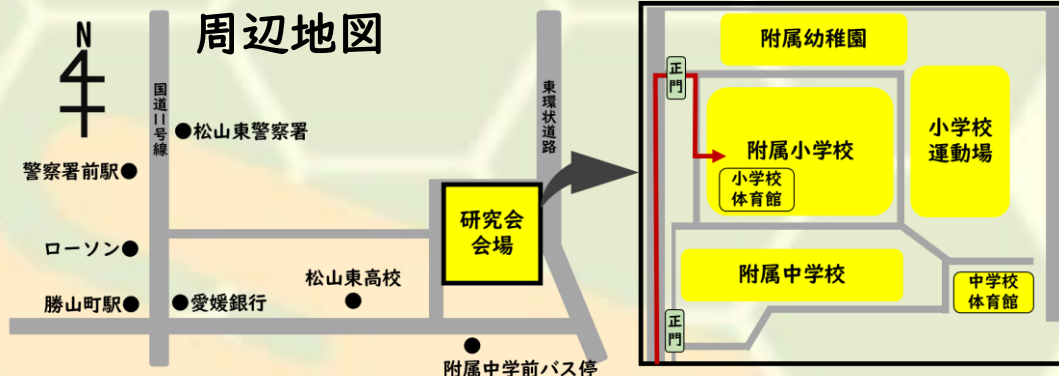 周辺地図
N
国道11号線
東環状道路
●松山東警察署
警察署前駅●
ローソン●
勝山町駅●
●愛媛銀行
松山東高校
研究会
会場
附属中学前バス停
附属幼稚園
正門
附属小学校
小学校
体育館
小学校
運動場
附属中学校
中学校
体育館
正門